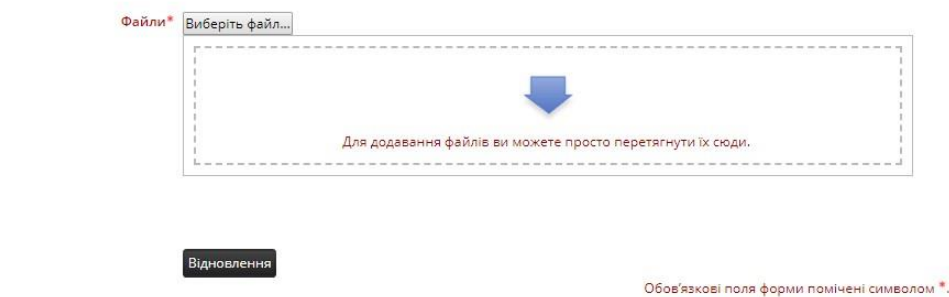 Файли*
Виберіть файл...
Для додавання файлів ви можете просто перетягнути їх сюди.
Відновлення
Обов'язкові поля форми помічені символом *.